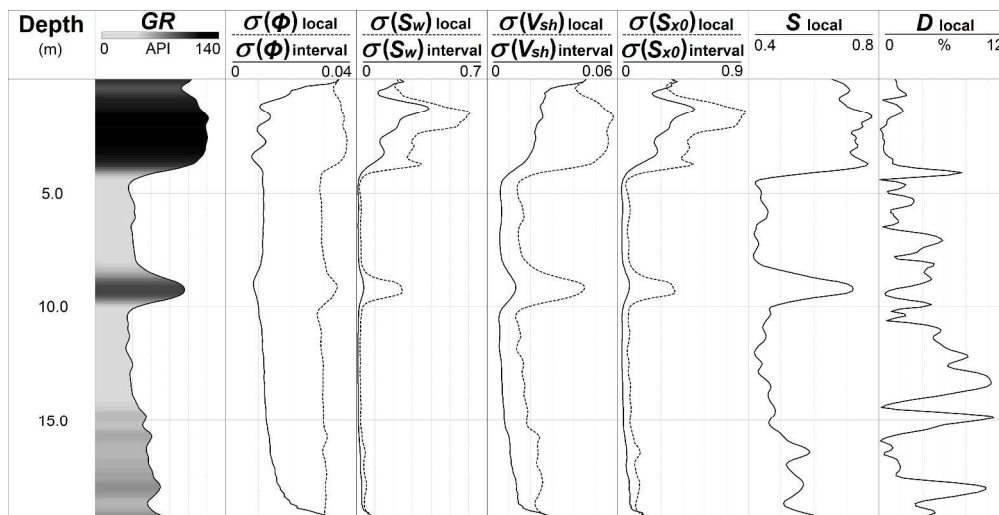 Depth
(m)
GR
0 API 140
σ(Φ) local
σ(Φ) interval
0 0.04
σ(Sw) local
σ(Sw) interval
0 0.7
σ(Vsh) local
σ(Vsh) interval
0 0.06
σ(Sx0) local
σ(Sx0) interval
0 0.9
S local
0.4 0.8
D local
0 % 12
5.0
10.0
15.0